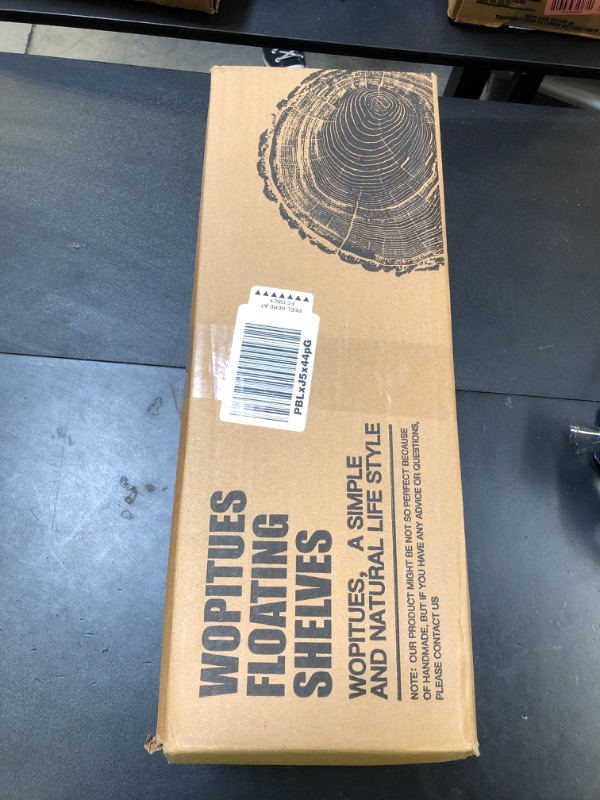 WOPITUES
FLOATING
SHELVES
WOPITUES, A SIMPLE
AND NATURAL LIFE STYLE
NOTE: OUR PRODUCT MIGHT BE NOT SO PERFECT BECAUSE
OF HANDMADE, BUT IF YOU HAVE ANY ADVICE OR QUESTIONS,
PLEASE CONTACT US
PEEL HERE AT
FC ONLY
PBLxJ5x44pG